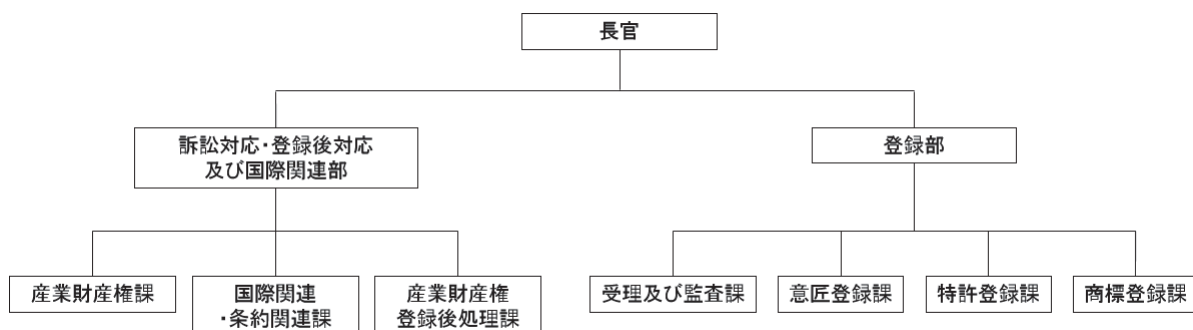 長官
訴訟対応・登録後対応
及び国際関連部
登録部
産業財産権課
国際関連
・条約関連課
産業財産権
登録後処理課
受理及び監査課
意匠登録課
特許登録課
商標登録課